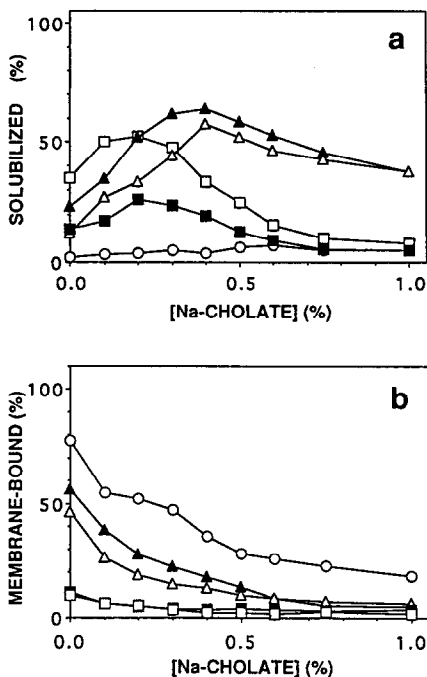 a
100
50
0
SOLUBILIZED (%)
0.0 0.5 1.0
[Na-CHOLATE] (%)
b
100
50
0
MEMBRANE-BOUND (%)
0.0 0.5 1.0
[Na-CHOLATE] (%)